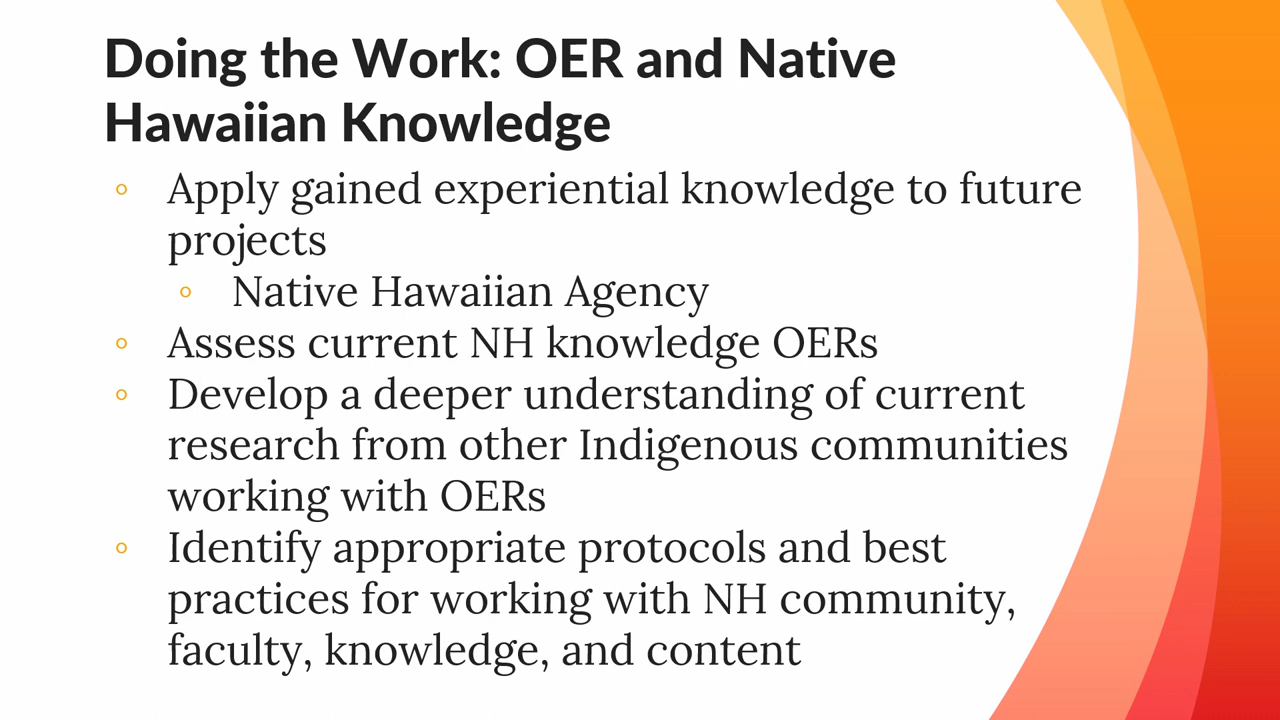 Doing the Work: OER and Native
Hawaiian Knowledge
◦ Apply gained experiential knowledge to future
projects
◦ Native Hawaiian Agency
◦ Assess current NH knowledge OERs
◦ Develop a deeper understanding of current
research from other Indigenous communities
working with OERs
◦ Identify appropriate protocols and best
practices for working with NH community,
faculty, knowledge, and content